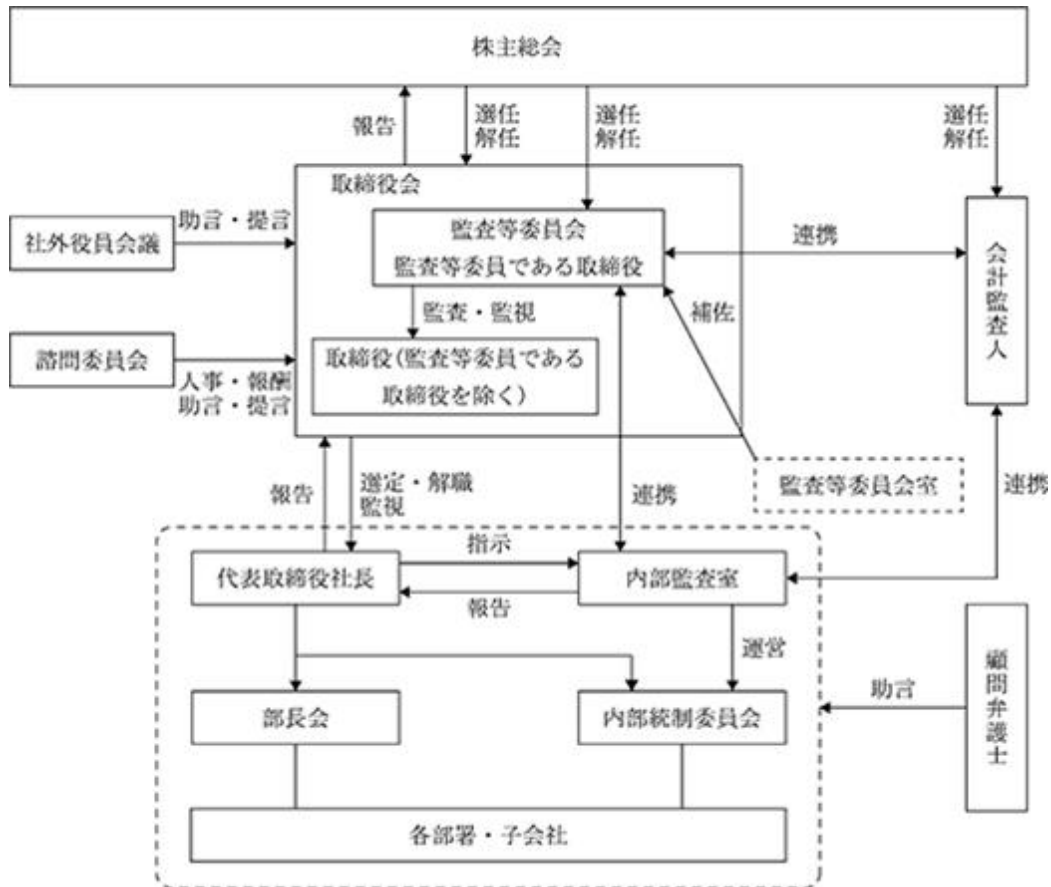 株主総会
報告
選任
解任
選任
解任
選任
解任
取締役会
社外役員会議
助言・提言
監査等委員会
監査等委員である取締役
連携
会計監査人
監査・監視
補佐
諮問委員会
人事・報酬
助言・提言
取締役(監査等委員である
取締役を除く)
報告
選定・解職
監視
連携
監査等委員会室
連携
指示
代表取締役社長
内部監査室
報告
運営
部長会
内部統制委員会
助言
顧問弁護士
各部署・子会社